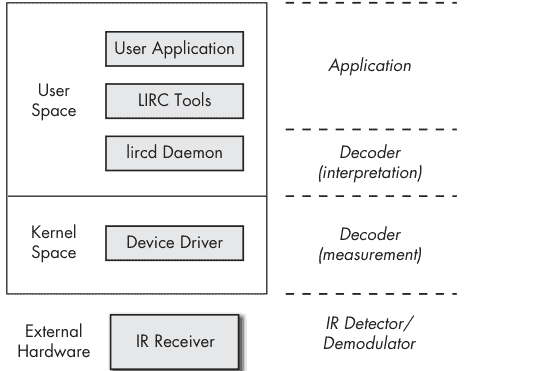 User Application
User
Space
LIRC Tools
lircd Daemon
Application
Decoder
(interpretation)
Kernel
Space
Device Driver
Decoder
(measurement)
External
Hardware
IR Receiver
IR Detector/
Demodulator